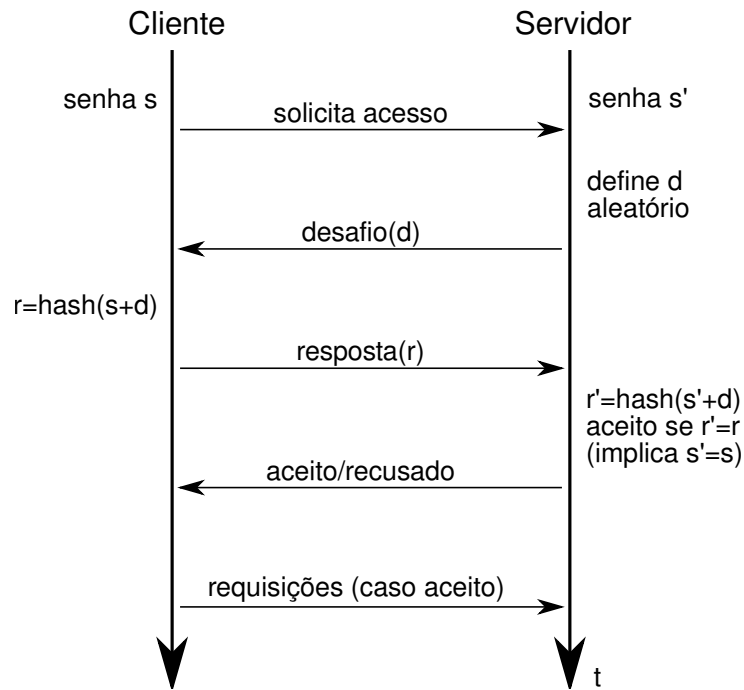 Cliente
Servidor
senha s
senha s'
solicita acesso
define d
aleatório
desafio(d)
r=hash(s+d)
resposta(r)
r'=hash(s'+d)
aceito se r'=r
(implica s'=s)
aceito/recusado
requisições (caso aceito)
t